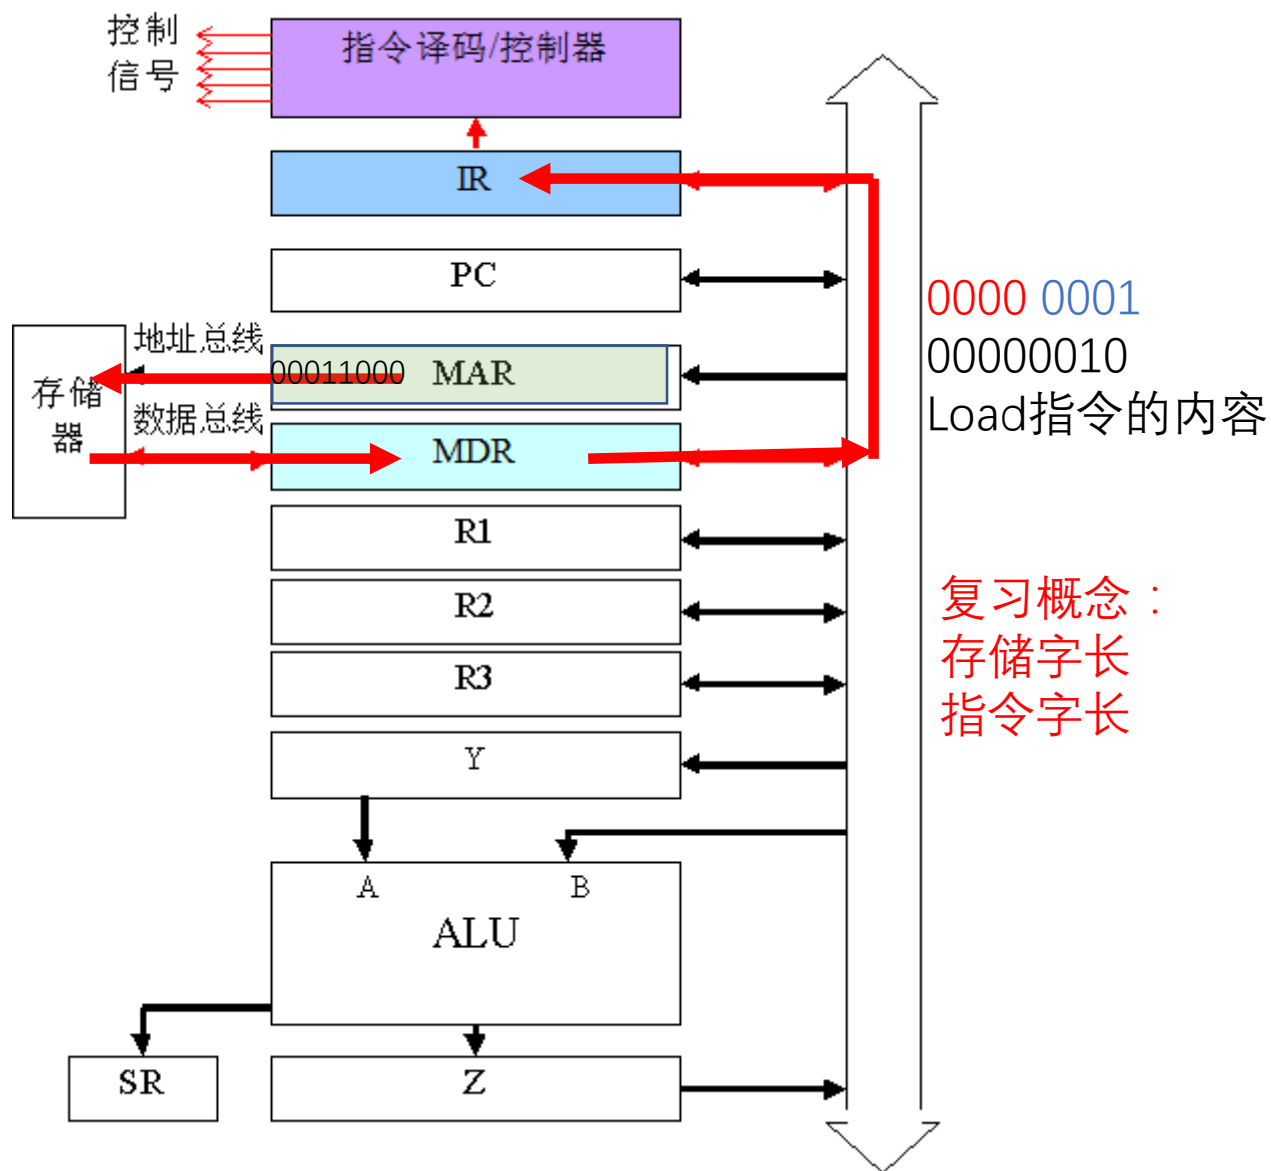 控制
信号
指令译码/控制器
IR
PC
地址总线
00011000
MAR
存储
器
数据总线
MDR
0000 0001
00000010
Load指令的内容
R1
R2
R3
复习概念：
存储字长
指令字长
Y
A
B
ALU
SR
Z